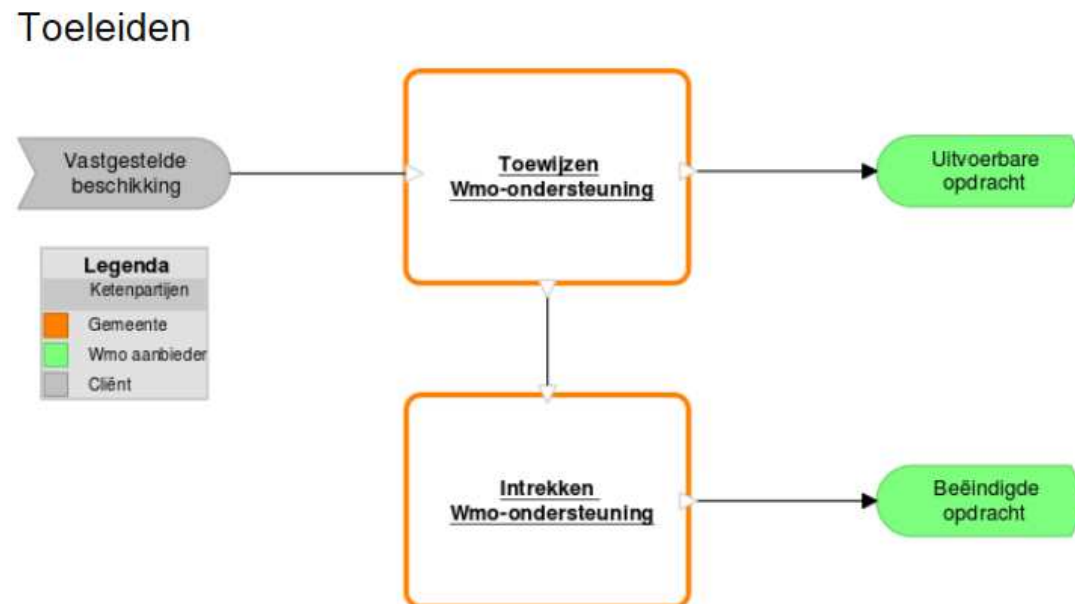 Toeleiden
Vastgestelde
beschikking
Toewijzen
Wmo-ondersteuning
Uitvoerbare
opdracht
Legenda
Ketenpartijen
Gemeente
Wmo aanbieder
Cliënt
Intrekken
Wmo-ondersteuning
Beëindigde
opdracht